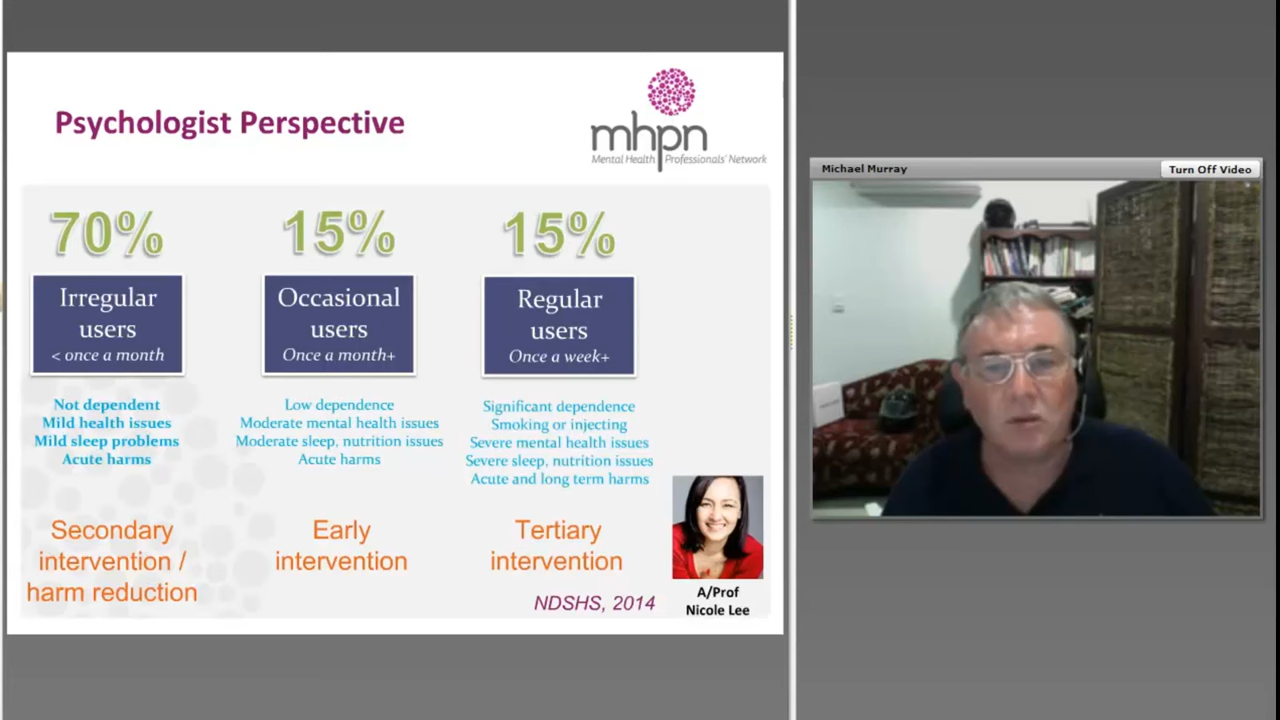 Psychologist Perspective
mhpn
Mental Health Professionals' Network
70%
Irregular
users
< once a month
Not dependent
Mild health issues
Mild sleep problems
Acute harms
Secondary
intervention /
harm reduction
15%
Occasional
users
Once a month+
Low dependence
Moderate mental health issues
Moderate sleep, nutrition issues
Acute harms
Early
intervention
15%
Regular
users
Once a week+
Significant dependence
Smoking or injecting
Severe mental health issues
Severe sleep, nutrition issues
Acute and long term harms
Tertiary
intervention
NDSHS, 2014
A/Prof
Nicole Lee
Michael Murray
Turn Off Video